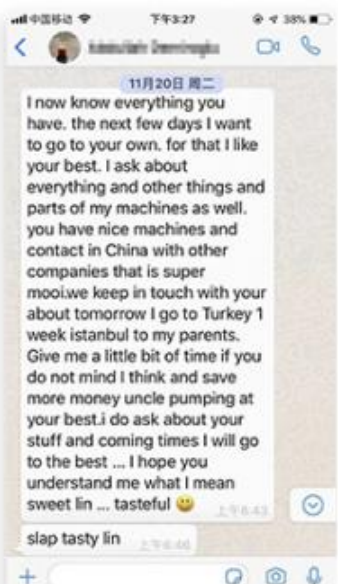 中国移动 下午3:27 38%
11月20日 周二
I now know everything you
have. the next few days I want
to go to your own. for that I like
your best. I ask about
everything and other things and
parts of my machines as well.
you have nice machines and
contact in China with other
companies that is super
mooi.we keep in touch with your
about tomorrow I go to Turkey 1
week istanbul to my parents.
Give me a little bit of time if you
do not mind I think and save
more money uncle pumping at
your best.i do ask about your
stuff and coming times I will go
to the best ... I hope you
understand me what I mean
sweet lin ... tasteful 😀
上午6:43
slap tasty lin
上午6:46